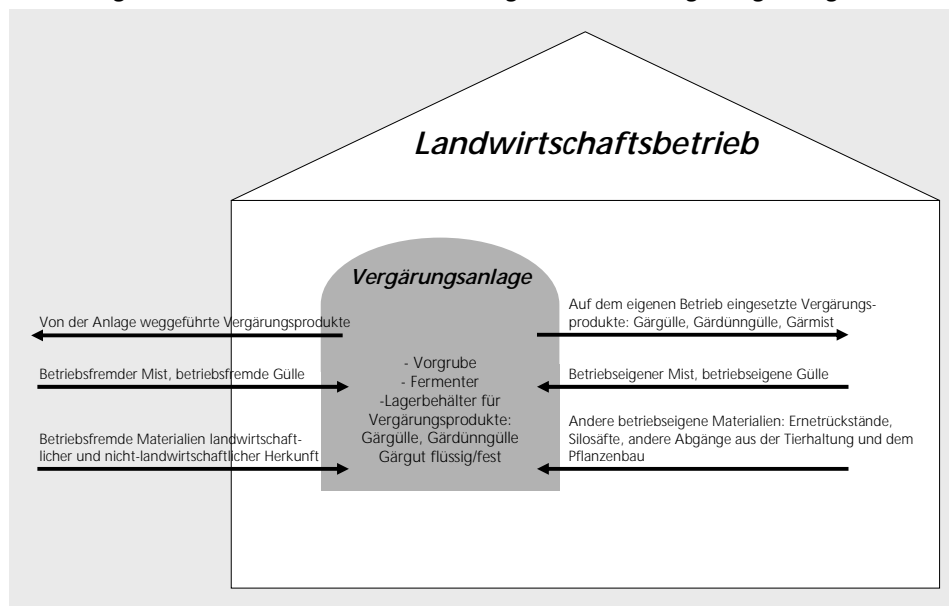 Landwirtschaftsbetrieb
Vergärungsanlage
Von der Anlage weggeführte Vergärungsprodukte
Betriebsfremder Mist, betriebsfremde Gülle
Betriebsfremde Materialien landwirtschaft-
licher und nicht-landwirtschaftlicher Herkunft
- Vorgrube
- Fermenter
-Lagerbehälter für
Vergärungsprodukte:
Gärgülle, Gärdünngülle
Gärgut flüssig/fest
Auf dem eigenen Betrieb eingesetzte Vergärungs-
produkte: Gärgülle, Gärdünngülle, Gärmist
Betriebseigener Mist, betriebseigene Gülle
Andere betriebseigene Materialien: Ernetrückstände,
Silosäfte, andere Abgänge aus der Tierhaltung und dem
Pflanzenbau